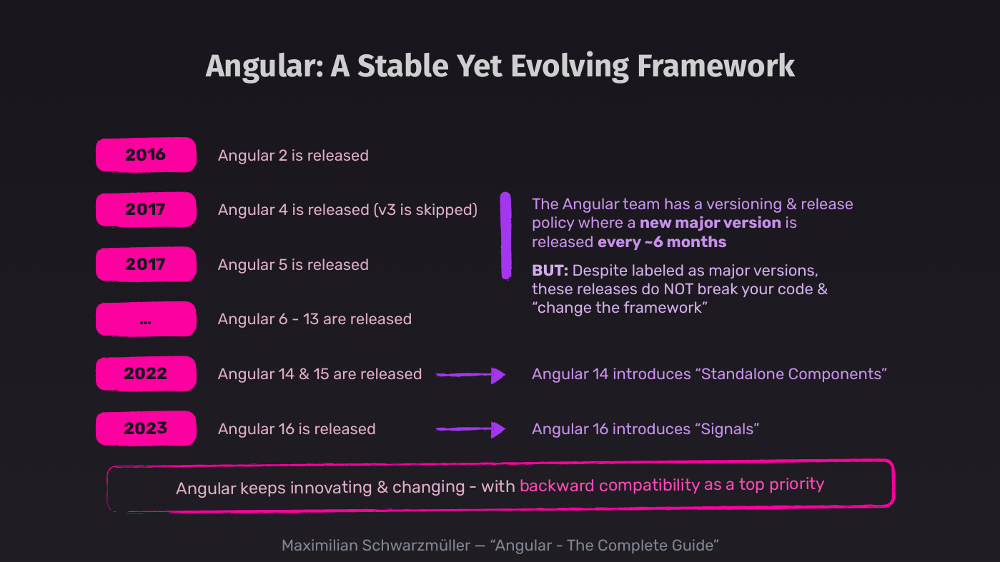 Angular: A Stable Yet Evolving Framework
2016
Angular 2 is released
2017
Angular 4 is released (v3 is skipped)
2017
Angular 5 is released
The Angular team has a versioning & release
policy where a new major version is
released every ~6 months
BUT: Despite labeled as major versions,
these releases do NOT break your code &
“change the framework”
...
Angular 6 - 13 are released
2022
Angular 14 & 15 are released
Angular 14 introduces “Standalone Components”
2023
Angular 16 is released
Angular 16 introduces “Signals”
Angular keeps innovating & changing - with backward compatibility as a top priority
Maximilian Schwarzmüller — “Angular - The Complete Guide”